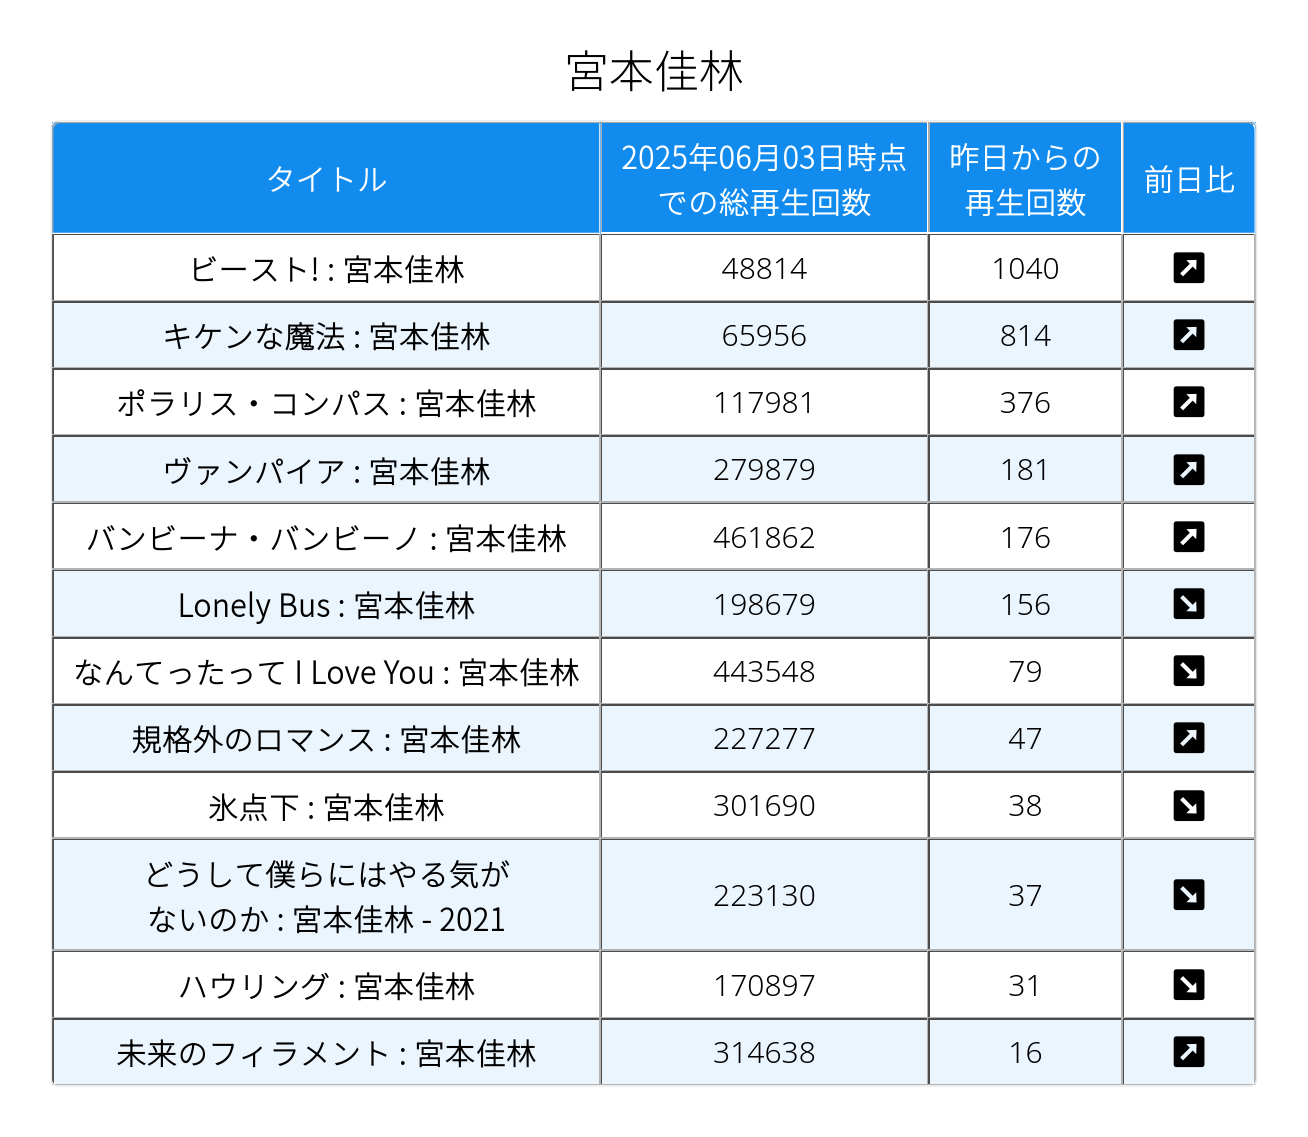 宮本佳林
タイトル
2025年06月03日時点
での総再生回数
昨日からの
再生回数
前日比
ビースト! : 宮本佳林 48814 1040
キケンな魔法 : 宮本佳林 65956 814
ポラリス・コンパス : 宮本佳林 117981 376
ヴァンパイア : 宮本佳林 279879 181
バンビーナ・バンビーノ : 宮本佳林 461862 176
Lonely Bus : 宮本佳林 198679 156
なんてったって I Love You : 宮本佳林 443548 79
規格外のロマンス : 宮本佳林 227277 47
氷点下 : 宮本佳林 301690 38
どうして僕らにはやる気が
ないのか : 宮本佳林 - 2021 223130 37
ハウリング : 宮本佳林 170897 31
未来のフィラメント : 宮本佳林 314638 16